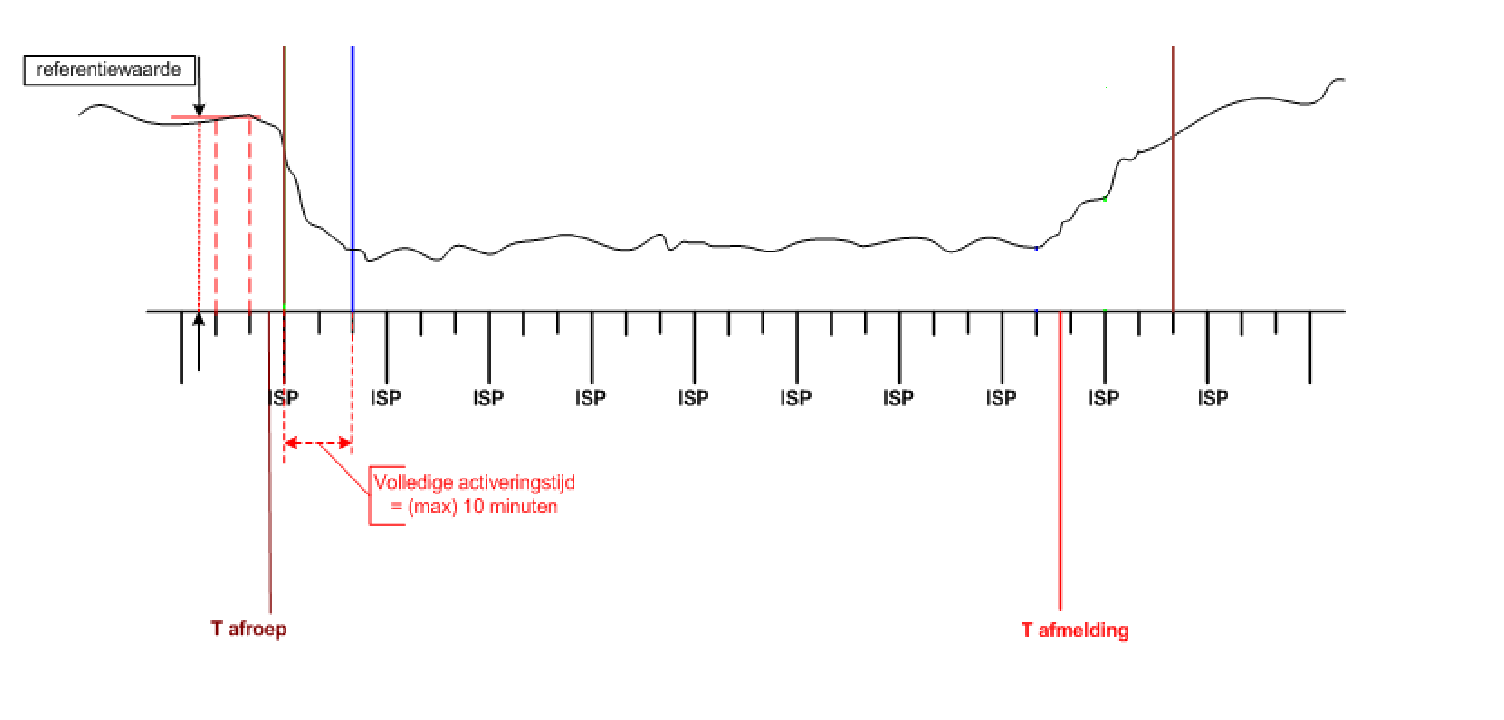 referentiewaarde
ISP ISP ISP ISP ISP ISP ISP ISP ISP ISP
Volledige activeringstijd
= (max) 10 minuten
T afroep
T afmelding